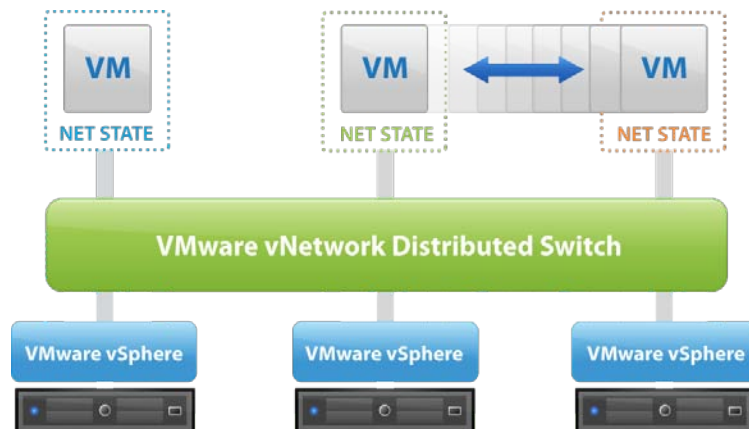 VM
VM
VM
NET STATE
NET STATE
NET STATE
VMware vNetwork Distributed Switch
VMware vSphere
VMware vSphere
VMware vSphere